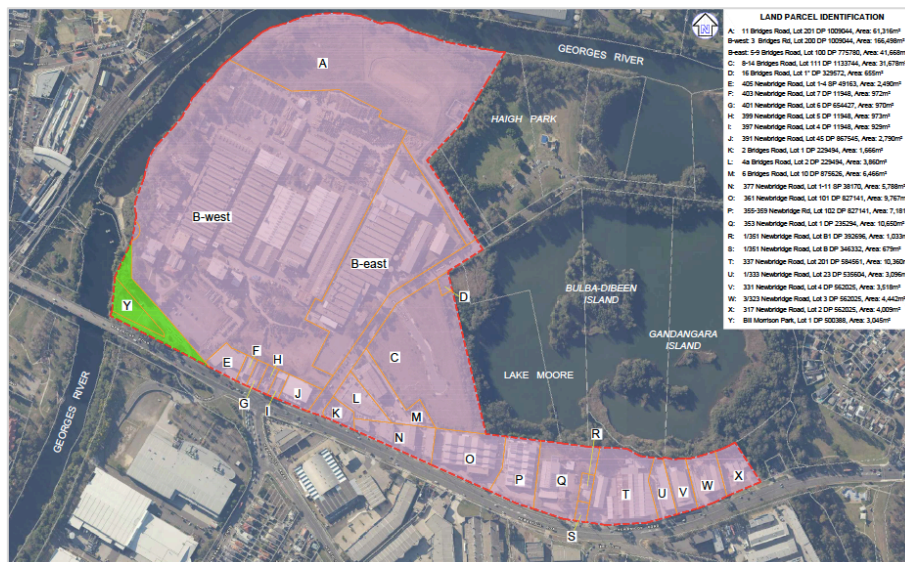 LAND PARCEL IDENTIFICATION
A: 11 Bridges Road, Lot 201 DP 1009044, Area: 61,316m²
B-west: 3 Bridges Rd, Lot 200 DP 1009044, Area: 166,498m²
B-east: 5-9 Bridges Road, Lot 100 DP 775780, Area: 41,668m²
C: 8-14 Bridges Road, Lot 111 DP 1133744, Area: 31,678m²
D: 16 Bridges Road, Lot 1" DP 329572, Area: 655m²
E: 405 Newbridge Road, Lot 1-4 SP 49163, Area: 2,490m²
F: 403 Newbridge Road, Lot 7 DP 11948, Area: 972m²
G: 401 Newbridge Road, Lot 6 DP 654427, Area: 970m²
H: 399 Newbridge Road, Lot 5 DP 11948, Area: 973m²
I: 397 Newbridge Road, Lot 4 DP 11948, Area: 929m²
J: 391 Newbridge Road, Lot 45 DP 867545, Area: 2,790m²
K: 2 Bridges Road, Lot 1 DP 229494, Area: 1,666m²
L: 4a Bridges Road, Lot 2 DP 229494, Area: 3,860m²
M: 6 Bridges Road, Lot 10 DP 875626, Area: 6,466m²
N: 377 Newbridge Road, Lot 1-11 SP 38170, Area: 5,788m²
O: 361 Newbridge Road, Lot 101 DP 827141, Area: 9,767m²
P: 355-359 Newbridge Rd, Lot 102 DP 827141, Area: 7,181
Q: 353 Newbridge Road, Lot 1 DP 235294, Area: 10,650m²
R: 1/351 Newbridge Road, Lot B1 DP 392696, Area: 1,033m²
S: 1/351 Newbridge Road, Lot B DP 346332, Area: 679m²
T: 337 Newbridge Road, Lot 201 DP 584561, Area: 10,360m²
U: 1/333 Newbridge Road, Lot 23 DP 535604, Area: 3,096m²
V: 331 Newbridge Road, Lot 4 DP 562025, Area: 3,518m²
W: 3/323 Newbridge Road, Lot 3 DP 562025, Area: 4,442m²
X: 317 Newbridge Road, Lot 2 DP 562025, Area: 4,009m²
Y: Bill Morrison Park, Lot 1 DP 500388, Area: 3,045m²
N
GEORGES RIVER
A
HAIGH PARK
B-west
B-east
D
BULBA-DIBEEN
ISLAND
GANDANGARA
ISLAND
Y
LAKE MOORE
GEORGES RIVER
E
F
H
C
J
L
G
I
K
M
N
O
R
P
Q
T
U
V
W
X
S